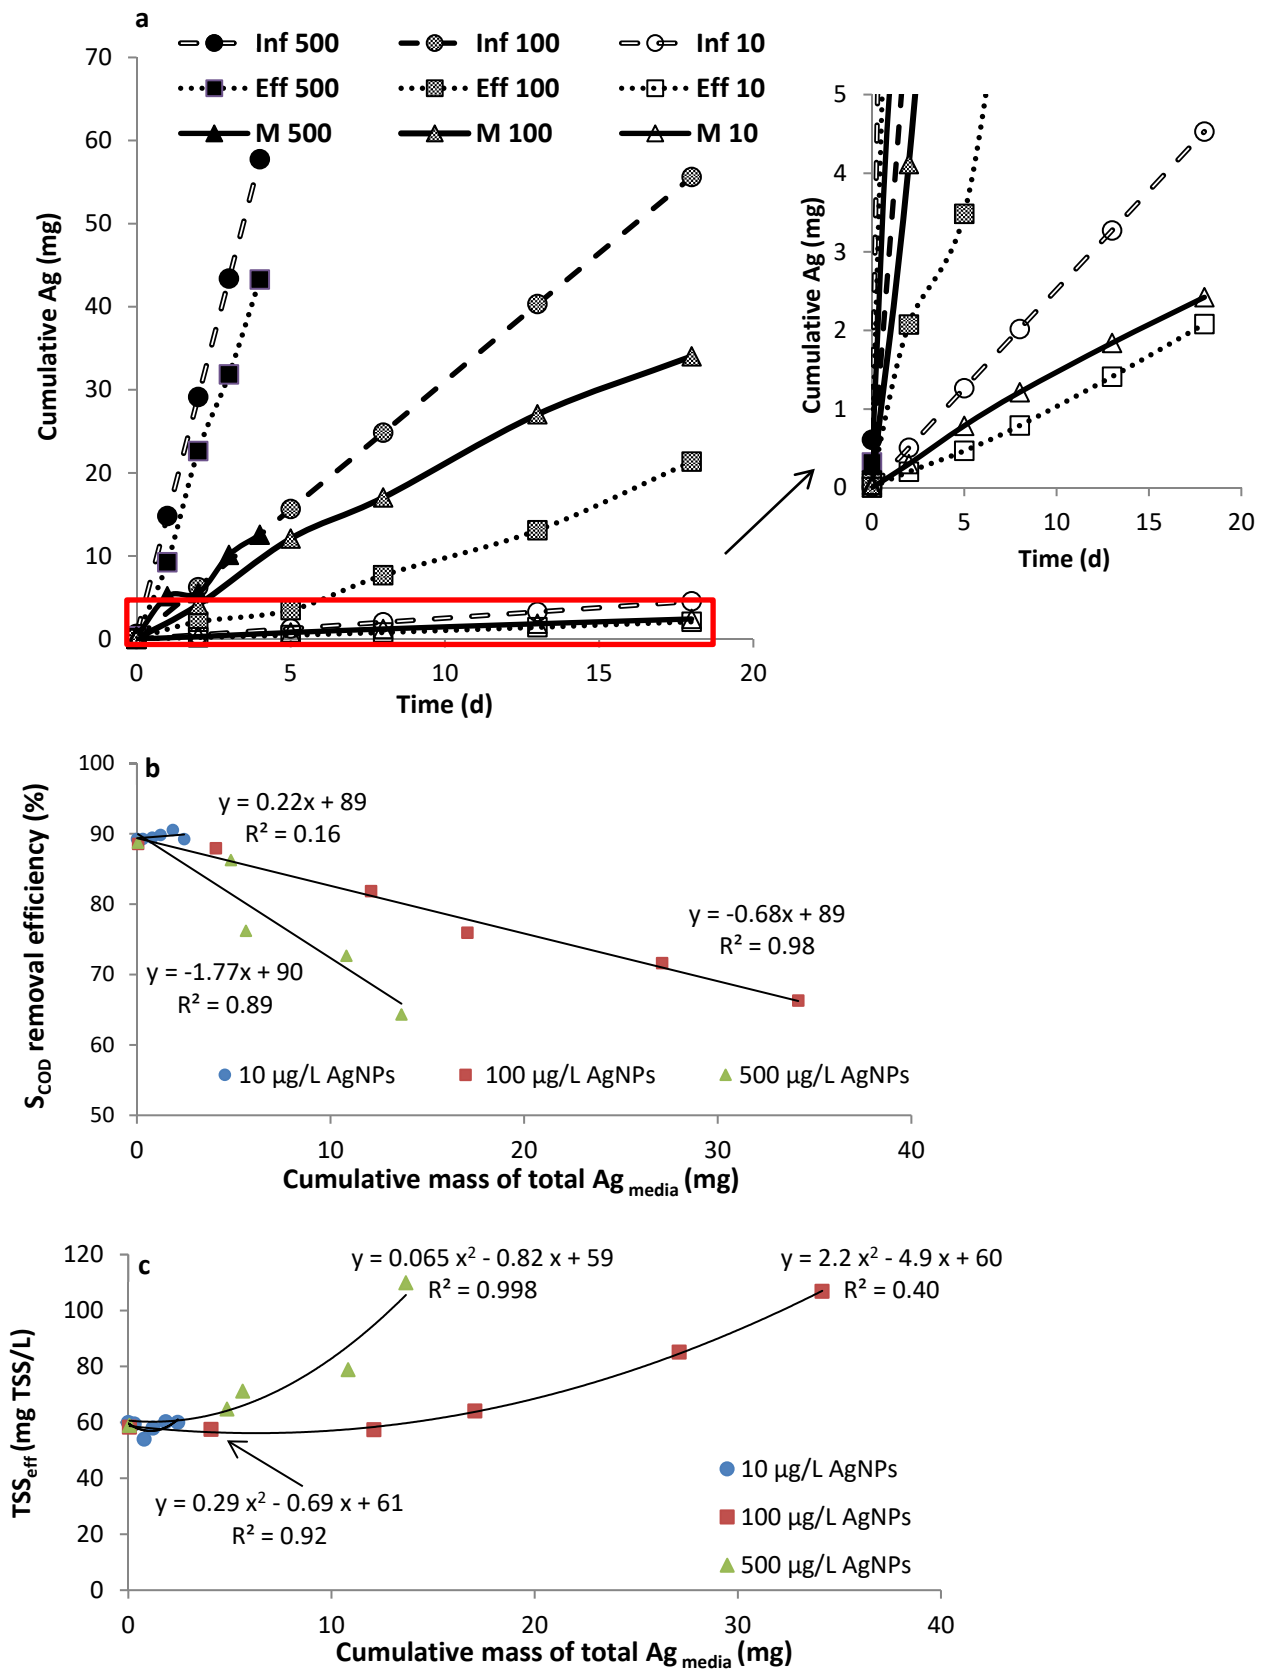 a
Inf 500
Inf 100
Inf 10
Eff 500
Eff 100
Eff 10
M 500
M 100
M 10
70
60
50
40
30
20
10
0
Cumulative Ag (mg)
0
5
10
15
20
Time (d)
5
4
3
2
1
0
Cumulative Ag (mg)
0
5
10
15
20
Time (d)
b
100
90
80
70
60
50
S_COD removal efficiency (%)
y = 0.22x + 89
R² = 0.16
y = -0.68x + 89
R² = 0.98
y = -1.77x + 90
R² = 0.89
10 µg/L AgNPs
100 µg/L AgNPs
500 µg/L AgNPs
0
10
20
30
40
Cumulative mass of total Ag media (mg)
c
120
100
80
60
40
20
0
TSS_eff (mg TSS/L)
y = 0.065 x² - 0.82 x + 59
R² = 0.998
y = 2.2 x² - 4.9 x + 60
R² = 0.40
y = 0.29 x² - 0.69 x + 61
R² = 0.92
10 µg/L AgNPs
100 µg/L AgNPs
500 µg/L AgNPs
0
10
20
30
40
Cumulative mass of total Ag media (mg)